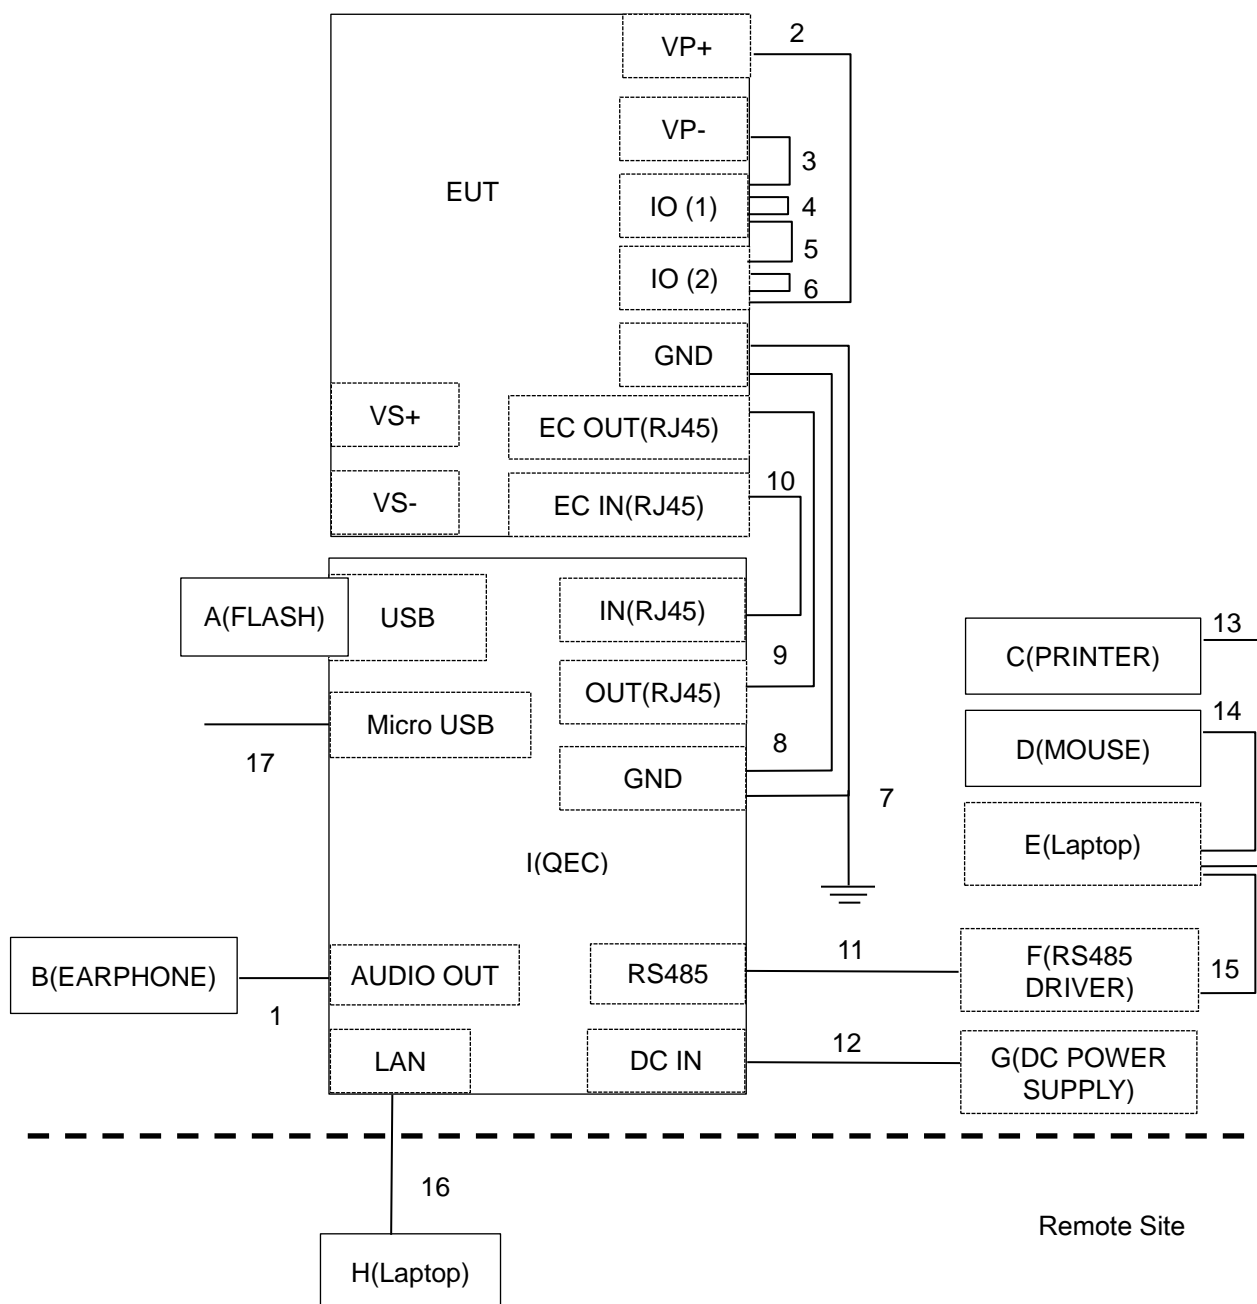 VP+
2
VP-
3
EUT
IO (1)
4
5
IO (2)
6
GND
VS+
EC OUT(RJ45)
VS-
EC IN(RJ45)
10
A(FLASH)
USB
IN(RJ45)
13
C(PRINTER)
9
OUT(RJ45)
Micro USB
14
17
8
D(MOUSE)
GND
7
E(Laptop)
I(QEC)
B(EARPHONE)
AUDIO OUT
RS485
11
F(RS485
DRIVER)
15
1
LAN
DC IN
12
G(DC POWER
SUPPLY)
16
Remote Site
H(Laptop)